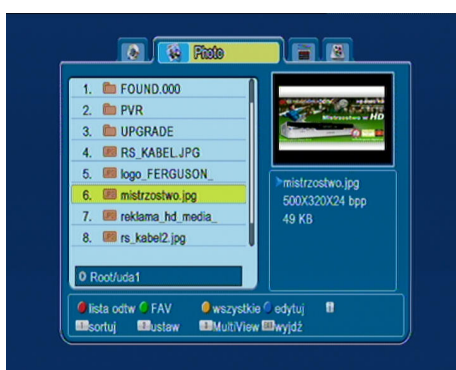 Photo
1. FOUND.000
2. PVR
3. UPGRADE
4. RS_KABEL.JPG
5. logo_FERGUSON_
6. mistrzostwo.jpg
7. reklama_hd_media_
8. rs_kabel2.jpg
Mistrzostwo w HD
mistrzostwo.jpg
500X320X24 bpp
49 KB
Root/uda1
lista odtw FAV wszystkie edytuj
sortuj ustaw MultiView wyjdź